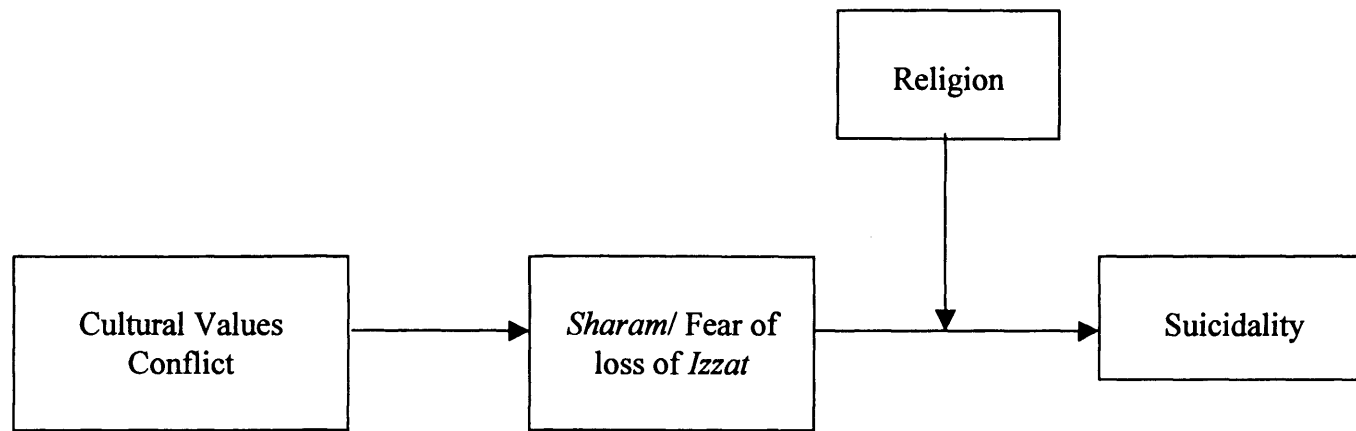 Religion
Cultural Values
Conflict
Sharam/ Fear of
loss of Izzat
Suicidality